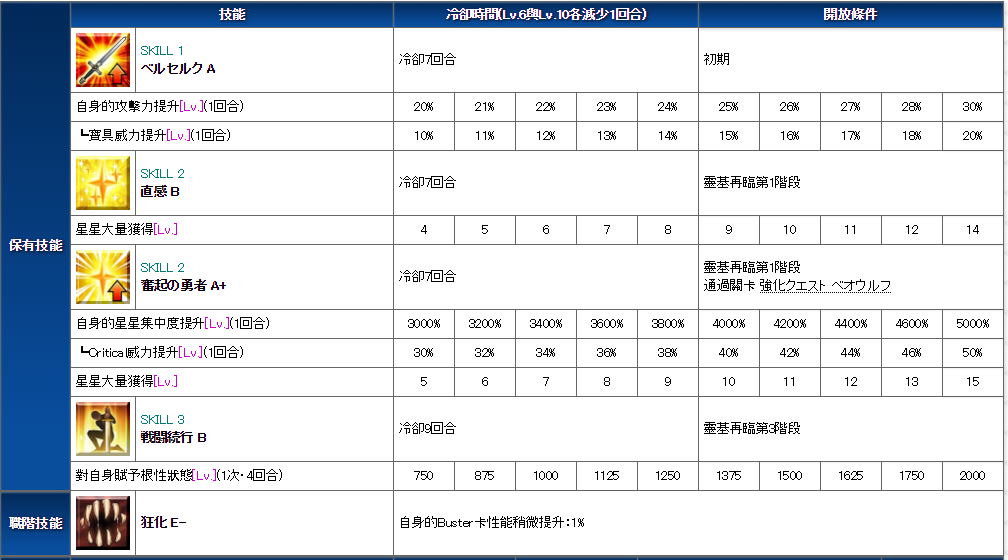 技能 冷卻時間(Lv.6與Lv.10各減少1回合) 開放條件
保有技能
SKILL 1
ベルセルク A
冷卻7回合
初期
自身的攻擊力提升[Lv.](1回合) 20% 21% 22% 23% 24% 25% 26% 27% 28% 30%
┗寶具威力提升[Lv.](1回合) 10% 11% 12% 13% 14% 15% 16% 17% 18% 20%
SKILL 2
直感 B
冷卻7回合
靈基再臨第1階段
星星大量獲得[Lv.] 4 5 6 7 8 9 10 11 12 14
SKILL 2
奮起の勇者 A+
冷卻7回合
靈基再臨第1階段
通過關卡 強化クエスト ベオウルフ
自身的星星集中度提升[Lv.](1回合) 3000% 3200% 3400% 3600% 3800% 4000% 4200% 4400% 4600% 5000%
┗Critical威力提升[Lv.](1回合) 30% 32% 34% 36% 38% 40% 42% 44% 46% 50%
星星大量獲得[Lv.] 5 6 7 8 9 10 11 12 13 15
SKILL 3
戦闘続行 B
冷卻9回合
靈基再臨第3階段
對自身賦予根性狀態[Lv.](1次・4回合) 750 875 1000 1125 1250 1375 1500 1625 1750 2000
職階技能
狂化 E-
自身的Buster卡性能稍微提升：1%